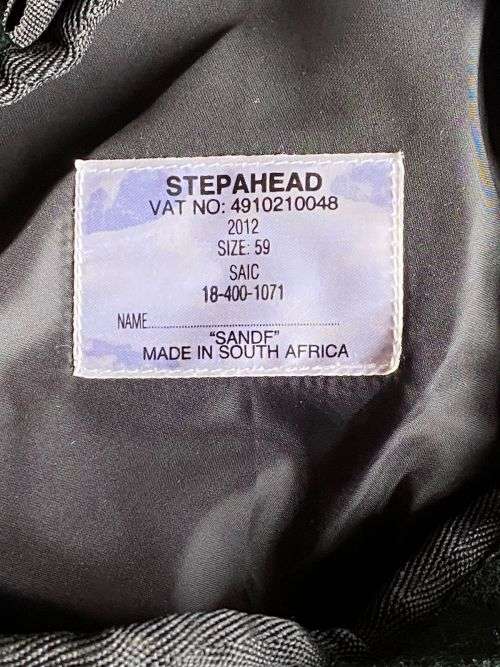 STEPAHEAD
VAT NO: 4910210048
2012
SIZE: 59
SAIC
18-400-1071
NAME..............................................
"SANDF"
MADE IN SOUTH AFRICA